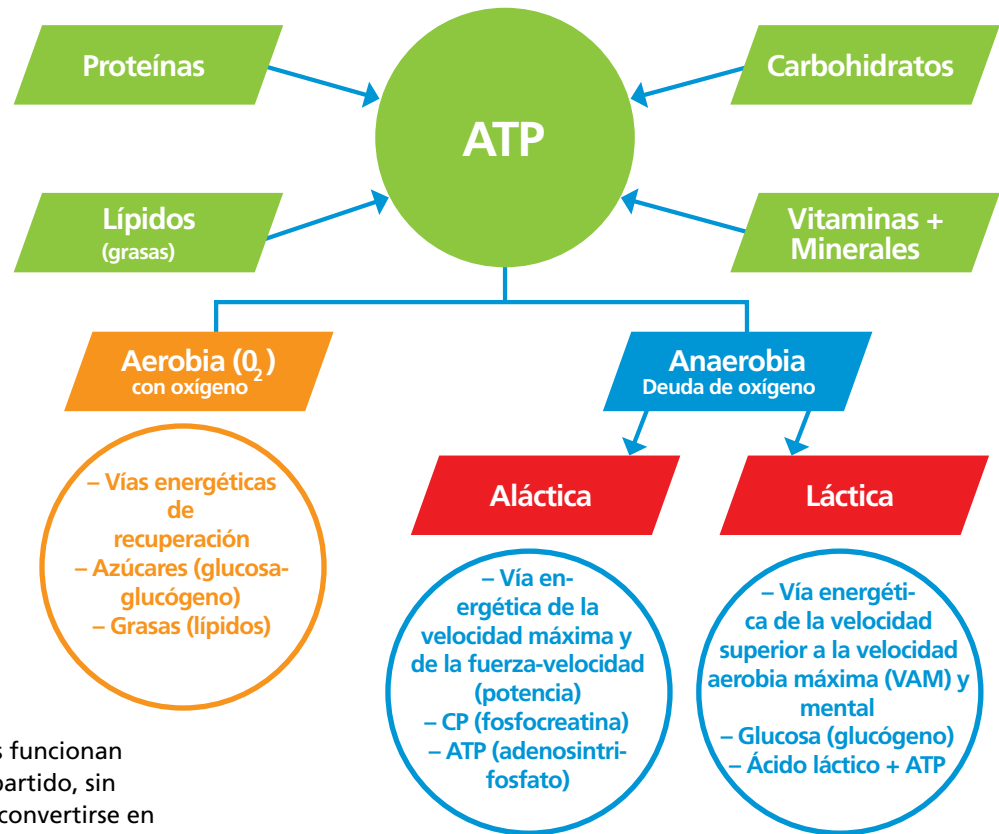 Proteínas
Carbohidratos
ATP
Lípidos
(grasas)
Vitaminas +
Minerales
Aerobia (0₂)
con oxígeno
Anaerobia
Deuda de oxígeno
Aláctica
Láctica
– Vías energéticas
de
recuperación
– Azúcares (glucosa-
glucógeno)
– Grasas (lípidos)
– Vía en-
ergética de la
velocidad máxima y
de la fuerza-velocidad
(potencia)
– CP (fosfocreatina)
– ATP (adenosintri-
fosfato)
– Vía energéti-
ca de la velocidad
superior a la velocidad
aerobia máxima (VAM) y
mental
– Glucosa (glucógeno)
– Ácido láctico + ATP
s funcionan
partido, sin
convertirse en